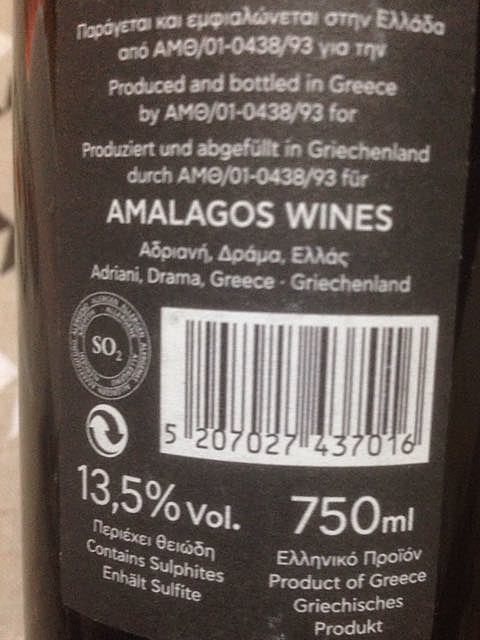 Παράγεται και εμφιαλώνεται στην Ελλάδα
από ΑΜΘ/01-0438/93 για την
Produced and bottled in Greece
by ΑΜΘ/01-0438/93 for
Produziert und abgefüllt in Griechenland
durch ΑΜΘ/01-0438/93 für
AMALAGOS WINES
Αδριανή, Δράμα, Ελλάς
Adriani, Drama, Greece · Griechenland
SO₂
5 207027 437016
13,5% Vol.
Περιέχει Θειώδη
Contains Sulphites
Enhält Sulfite
750ml
Ελληνικό Προϊόν
Product of Greece
Griechisches
Produkt